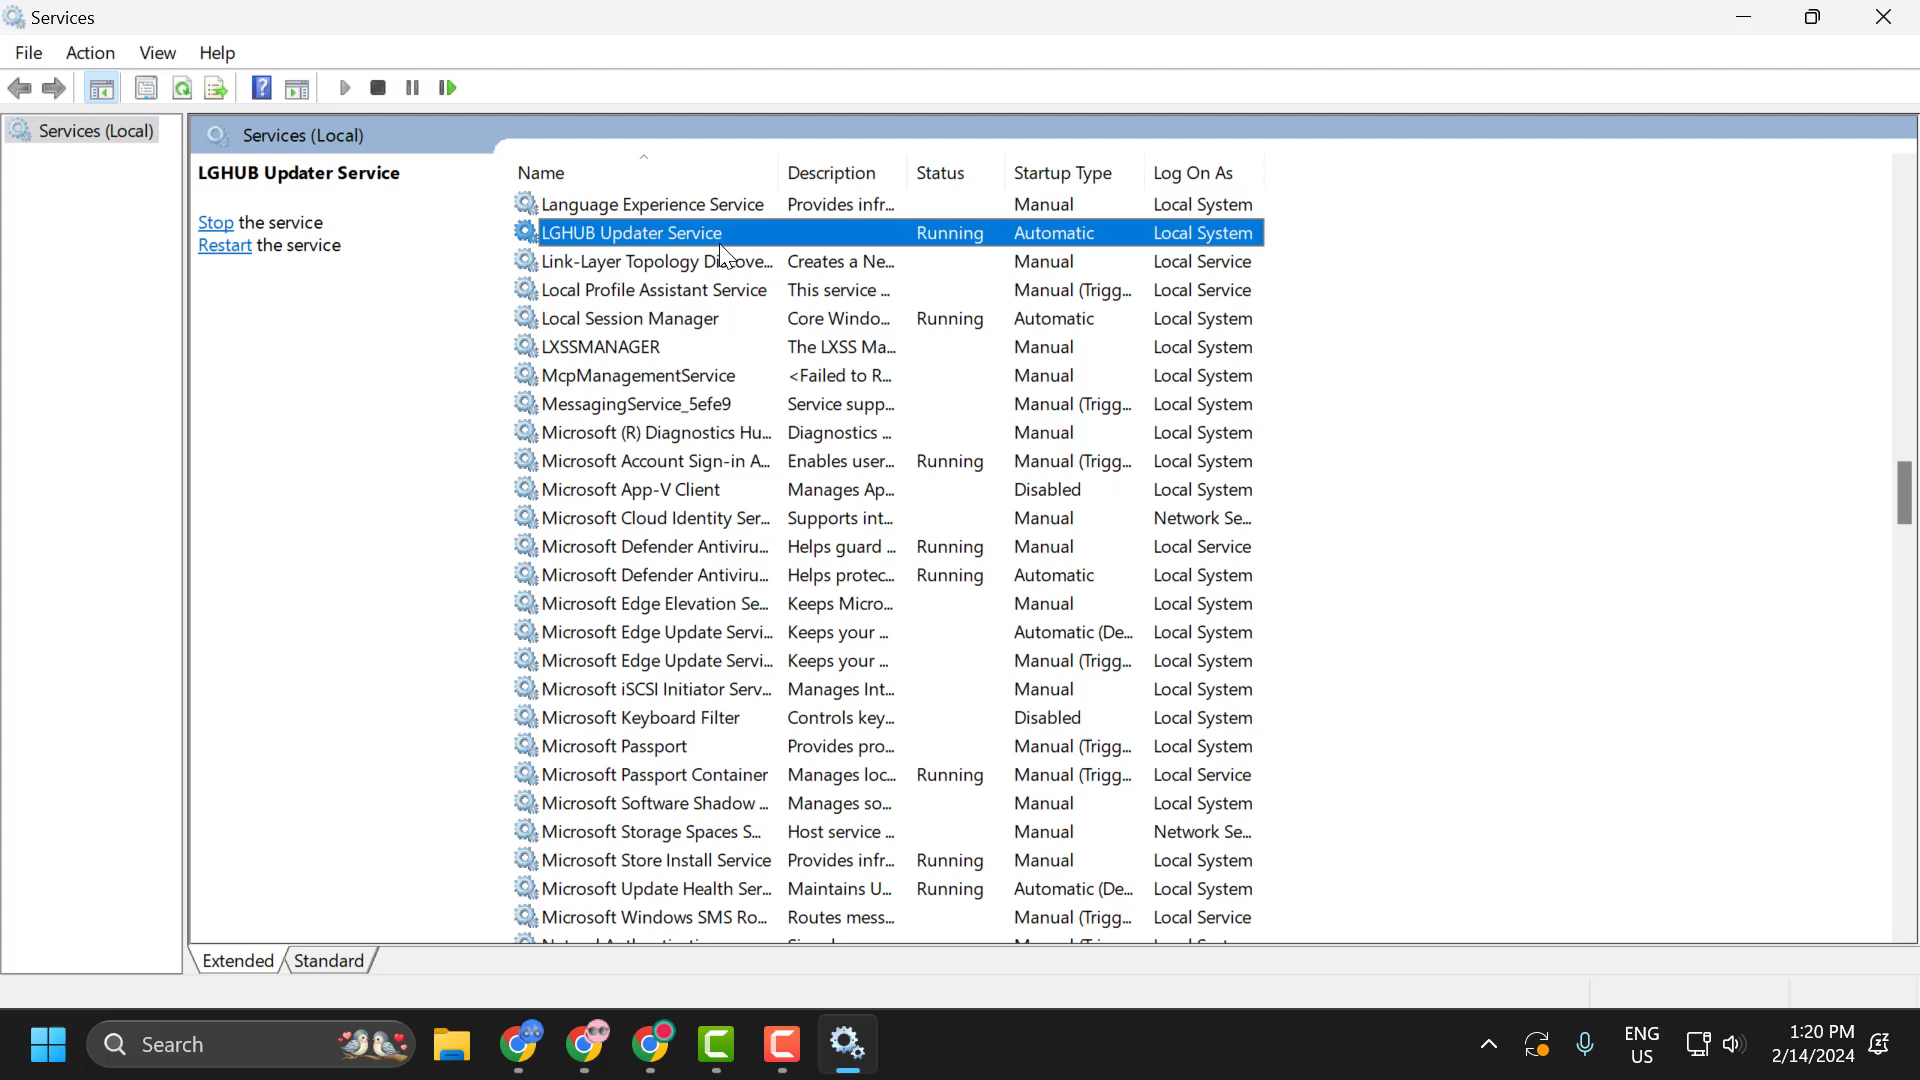 Services
File Action View Help
Services (Local)
Services (Local)
LGHUB Updater Service
Stop the service
Restart the service
Name Description Status Startup Type Log On As
Language Experience Service Provides infr... Manual Local System
LGHUB Updater Service Running Automatic Local System
Link-Layer Topology Di ove... Creates a Ne... Manual Local Service
Local Profile Assistant Service This service ... Manual (Trigg... Local Service
Local Session Manager Core Windo... Running Automatic Local System
LXSSMANAGER The LXSS Ma... Manual Local System
McpManagementService <Failed to R... Manual Local System
MessagingService_5efe9 Service supp... Manual (Trigg... Local System
Microsoft (R) Diagnostics Hu... Diagnostics ... Manual Local System
Microsoft Account Sign-in A... Enables user... Running Manual (Trigg... Local System
Microsoft App-V Client Manages Ap... Disabled Local System
Microsoft Cloud Identity Ser... Supports int... Manual Network Se...
Microsoft Defender Antiviru... Helps guard ... Running Manual Local Service
Microsoft Defender Antiviru... Helps protec... Running Automatic Local System
Microsoft Edge Elevation Se... Keeps Micro... Manual Local System
Microsoft Edge Update Servi... Keeps your ... Automatic (De... Local System
Microsoft Edge Update Servi... Keeps your ... Manual (Trigg... Local System
Microsoft iSCSI Initiator Serv... Manages Int... Manual Local System
Microsoft Keyboard Filter Controls key... Disabled Local System
Microsoft Passport Provides pro... Manual (Trigg... Local System
Microsoft Passport Container Manages loc... Running Manual (Trigg... Local Service
Microsoft Software Shadow ... Manages so... Manual Local System
Microsoft Storage Spaces S... Host service ... Manual Network Se...
Microsoft Store Install Service Provides infr... Running Manual Local System
Microsoft Update Health Ser... Maintains U... Running Automatic (De... Local System
Microsoft Windows SMS Ro... Routes mess... Manual (Trigg... Local Service
Extended Standard
Search
ENG
US
1:20 PM
2/14/2024